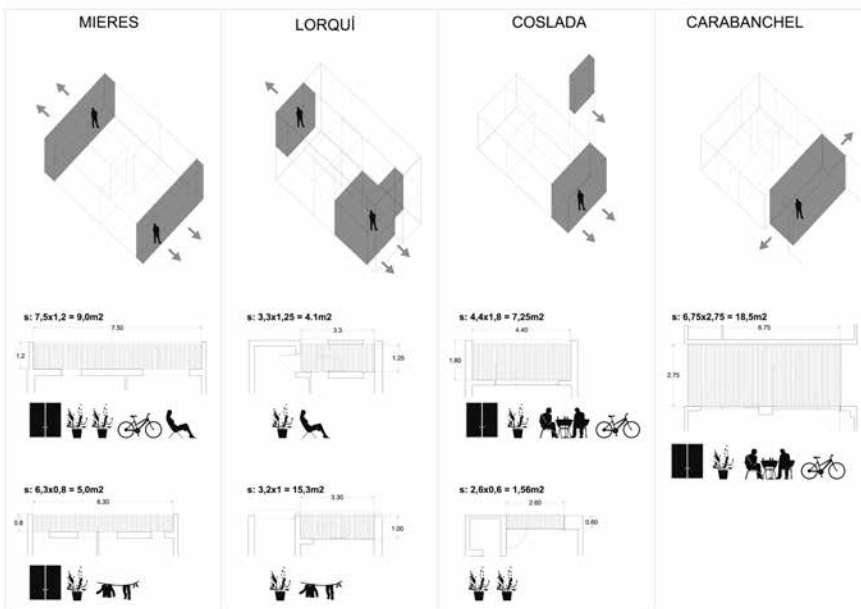 MIERES
LORQUÍ
COSLADA
CARABANCHEL
s: 7,5x1,2 = 9,0m2
7.50
1.2
s: 3,3x1,25 = 4.1m2
3.3
1.25
s: 4,4x1,8 = 7,25m2
4.40
1.80
s: 6,75x2,75 = 18,5m2
6.75
2.75
s: 6,3x0,8 = 5,0m2
6.30
0.8
s: 3,2x1 = 15,3m2
3.30
1.00
s: 2,6x0,6 = 1,56m2
2.60
0.60